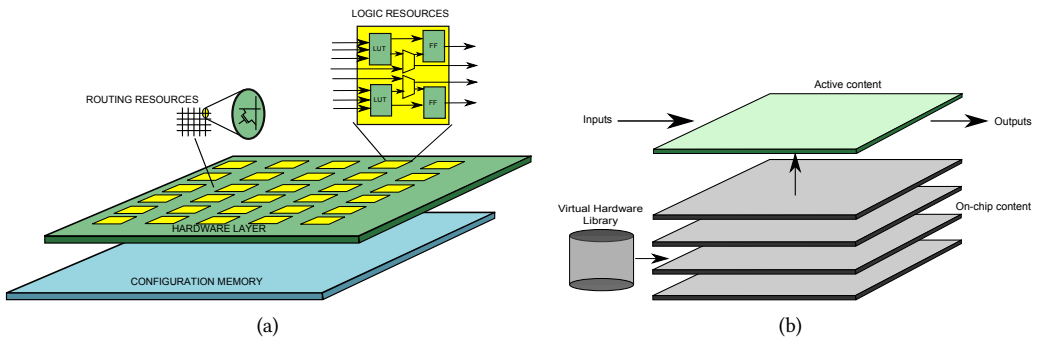 LOGIC RESOURCES
LUT
FF
LUT
FF
ROUTING RESOURCES
HARDWARE LAYER
CONFIGURATION MEMORY
(a)
Active content
Inputs
Outputs
Virtual Hardware
Library
On-chip content
(b)